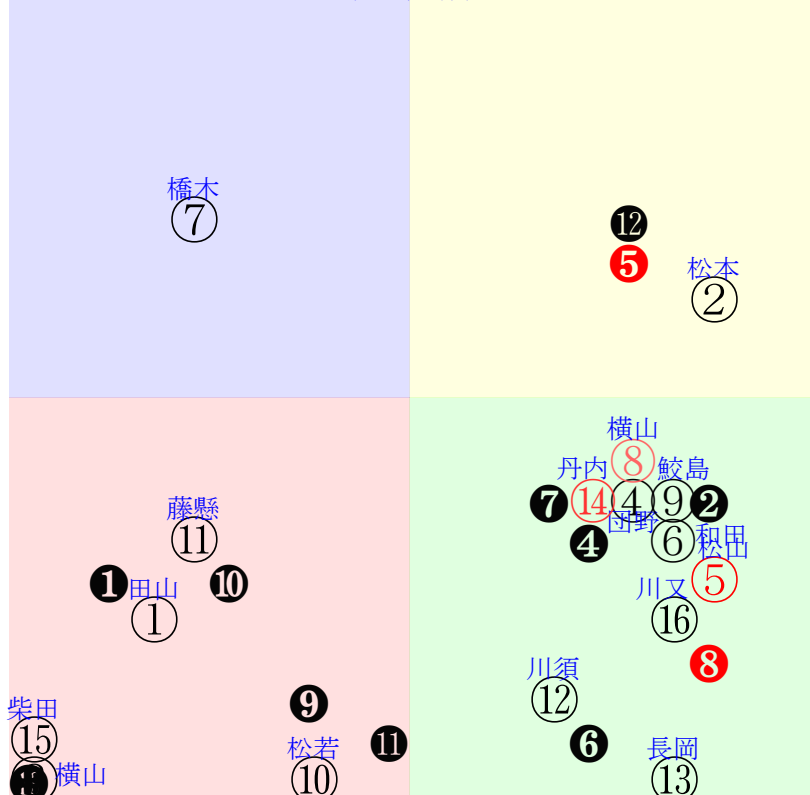 橋木
⑦
⓬
❺
松本
②
横山
⑧
丹内
鮫島
❼
⑭
④
⑨
❷
団野
❹
⑥
和田
松山
⑤
川又
⑯
❽
藤懸
⑪
❶
田山
❿
①
川須
⑫
❻
長岡
⑬
柴田
⑮
横山
❾
⓫
松若
⑩